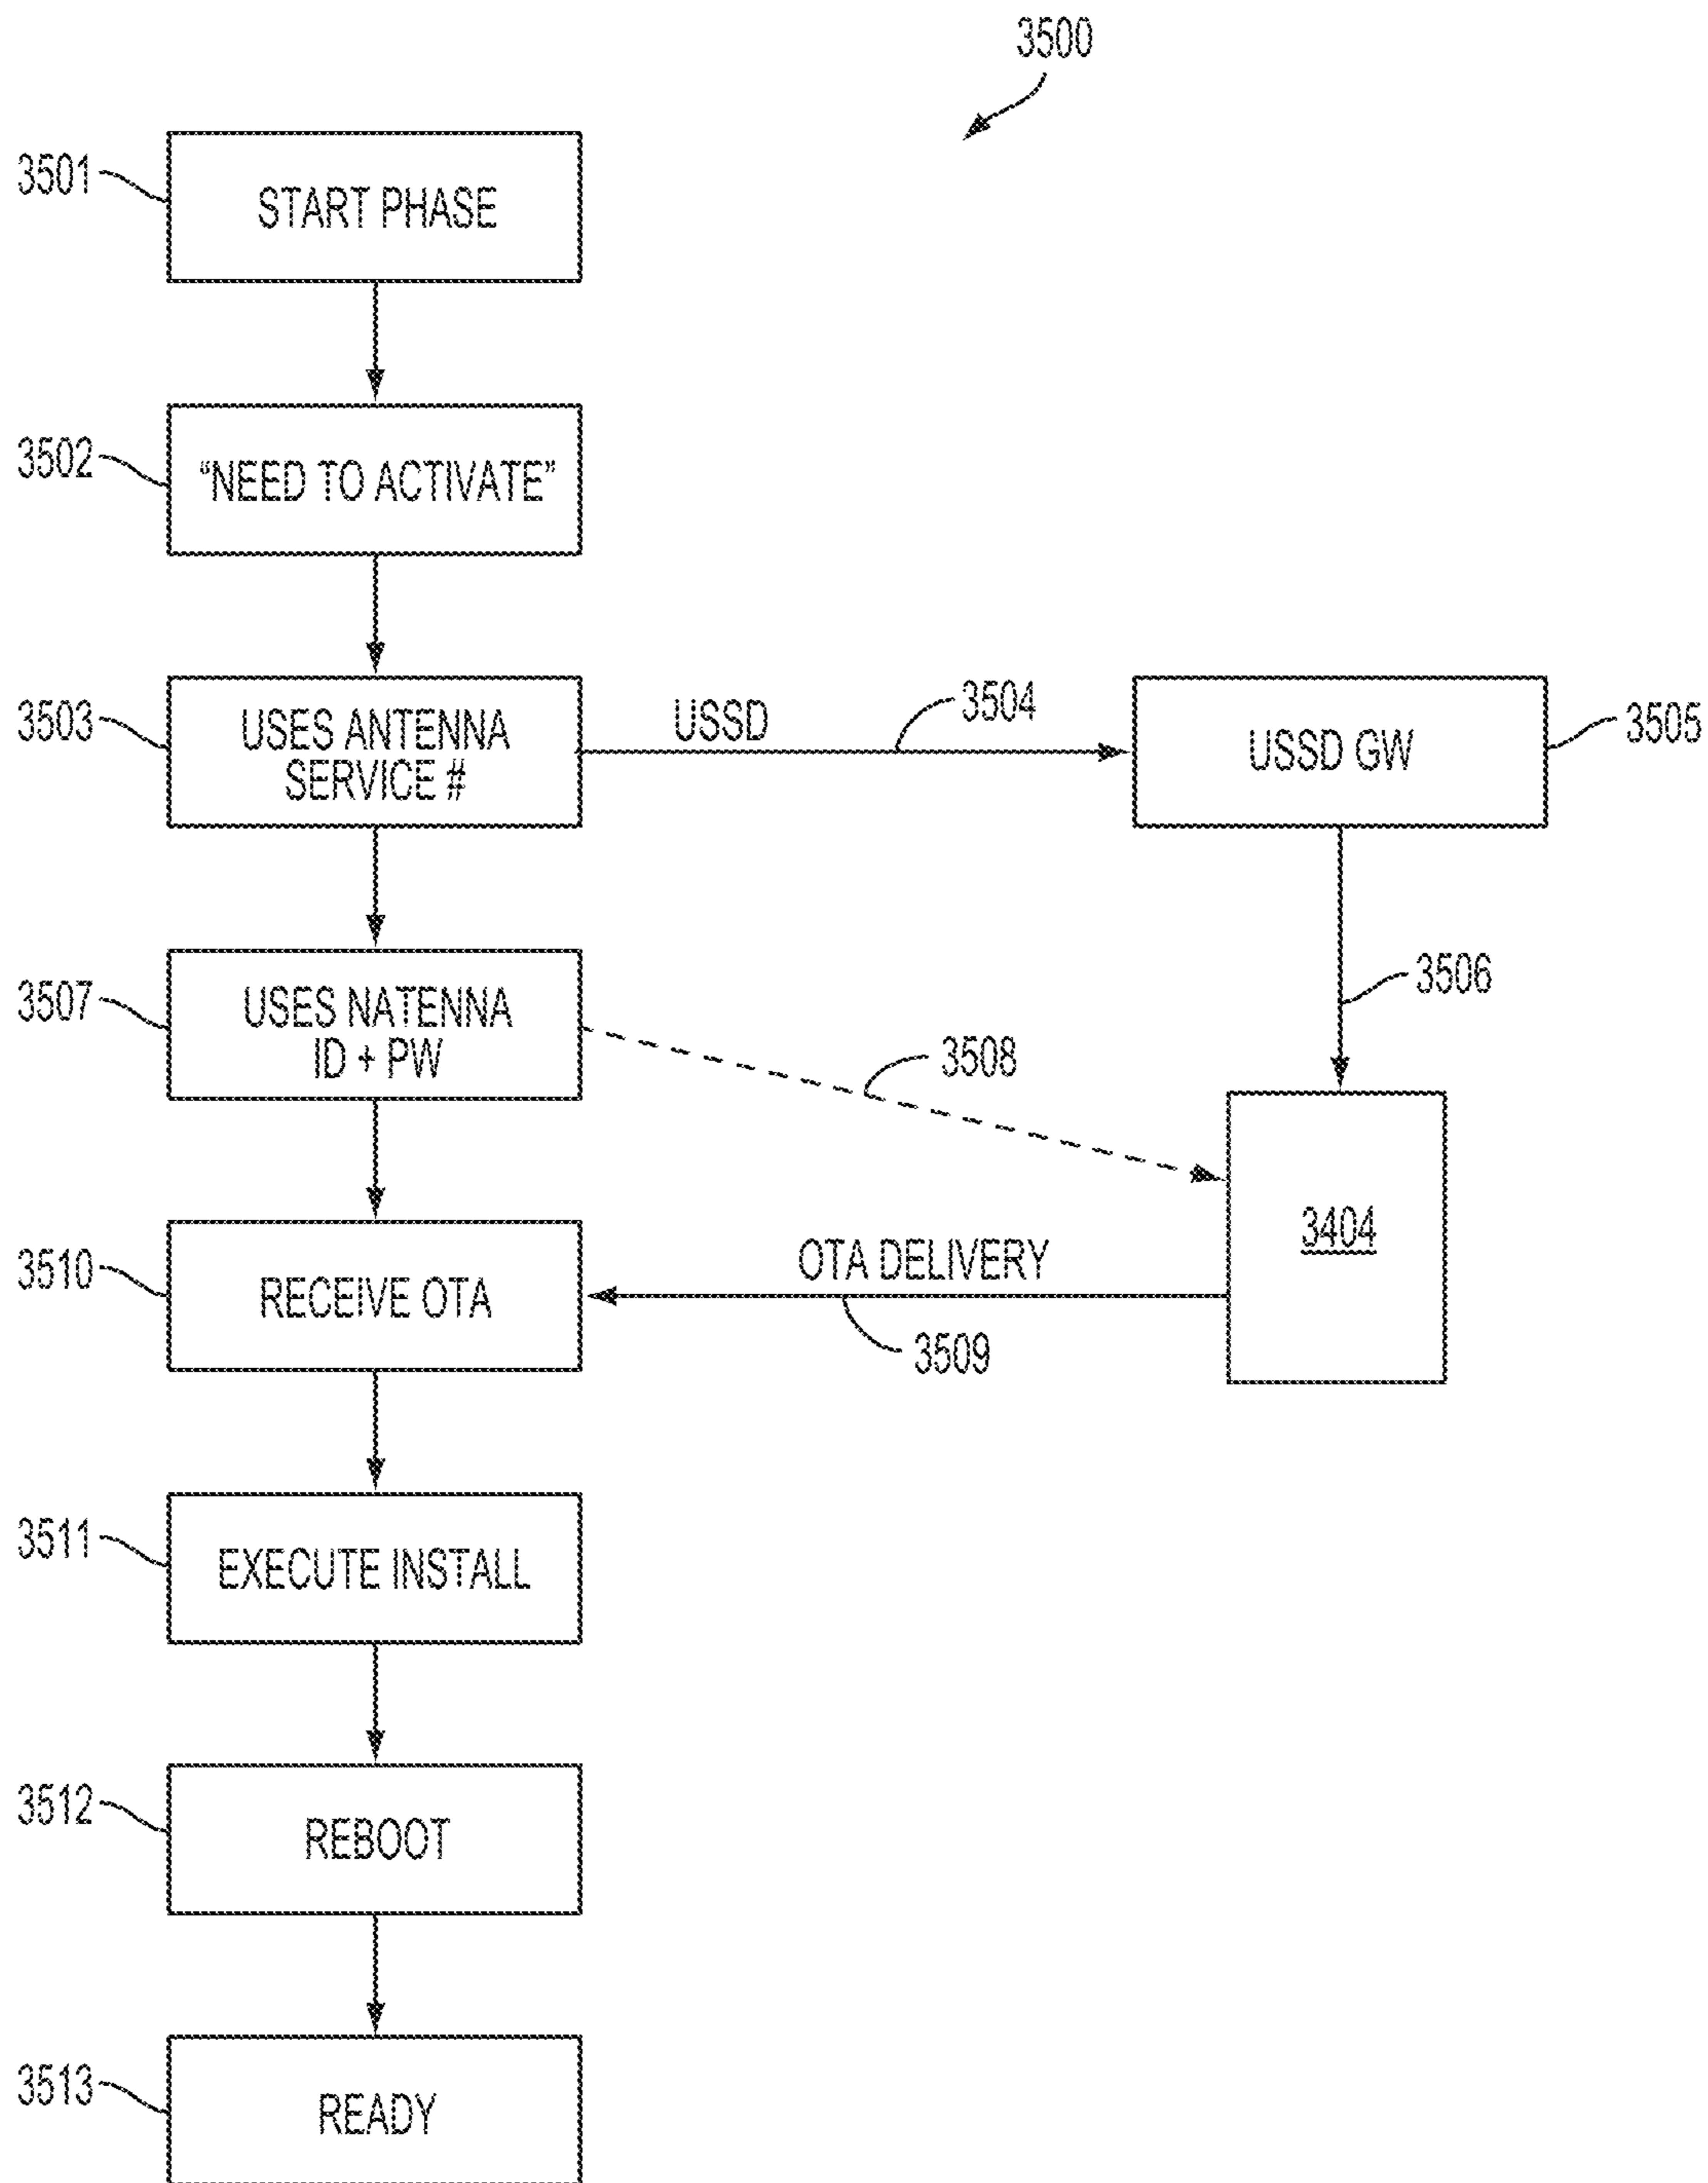 3500
3501
START PHASE
3502
“NEED TO ACTIVATE”
3503
USES ANTENNA
SERVICE #
USSD
3504
USSD GW
3505
3506
3507
USES NATENNA
ID + PW
3508
3404
3510
RECEIVE OTA
OTA DELIVERY
3509
3511
EXECUTE INSTALL
3512
REBOOT
3513
READY